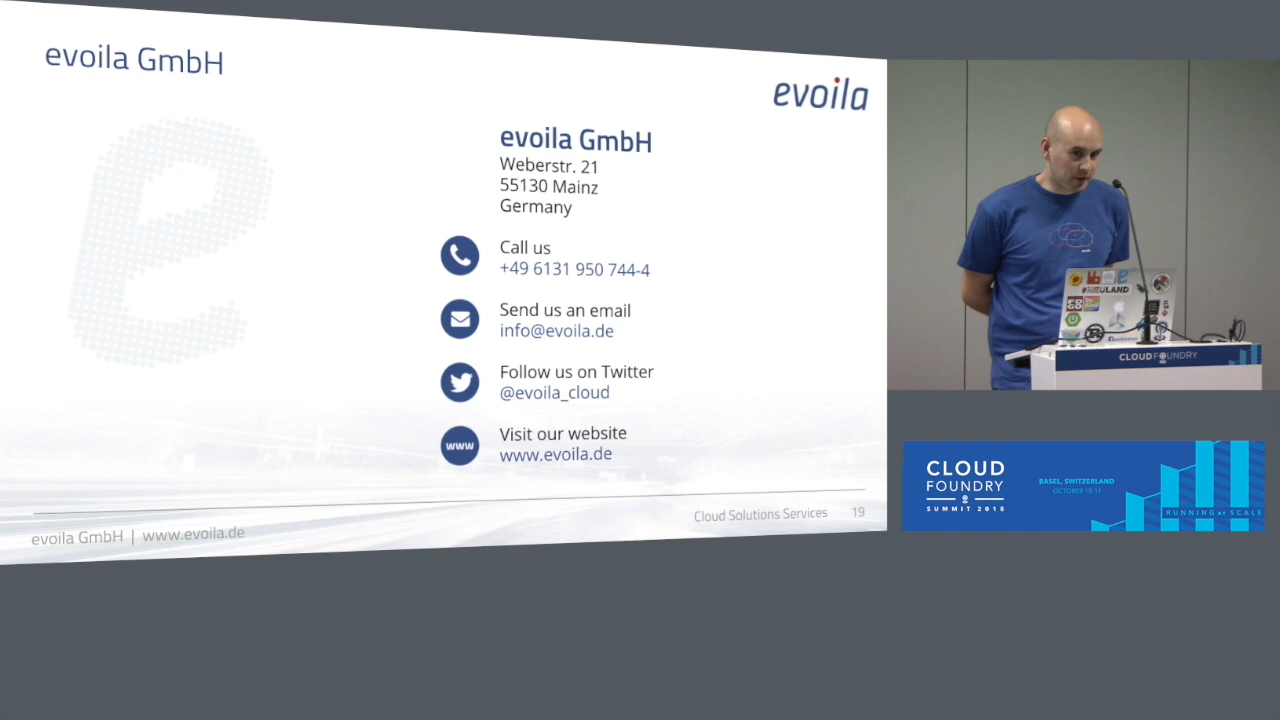 evoila GmbH
evoila
evoila GmbH
Weberstr. 21
55130 Mainz
Germany
Call us
+49 6131 950 744-4
Send us an email
info@evoila.de
Follow us on Twitter
@evoila_cloud
www
Visit our website
www.evoila.de
evoila GmbH | www.evoila.de
Cloud Solutions Services
19
#NEULAND
CLOUDFOUNDRY
CLOUD
FOUNDRY
SUMMIT 2018
BASEL, SWITZERLAND
OCTOBER 10-11
RUNNING at SCALE